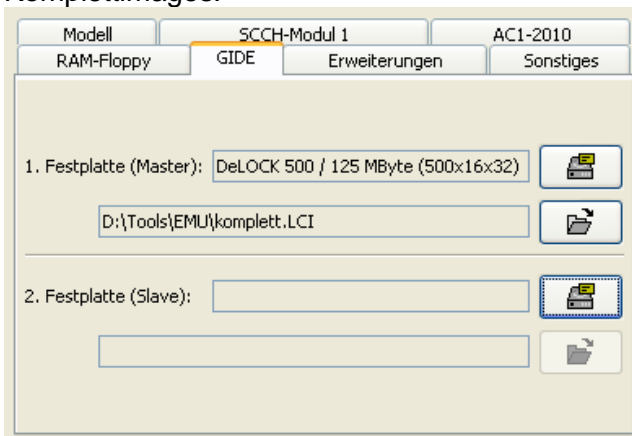 Komplettimages.
Modell SCCH-Modul 1 AC1-2010
RAM-Floppy GIDE Erweiterungen Sonstiges
1. Festplatte (Master): DeLOCK 500 / 125 MByte (500x16x32)
D:\Tools\EMU\komplett.LCI
2. Festplatte (Slave):